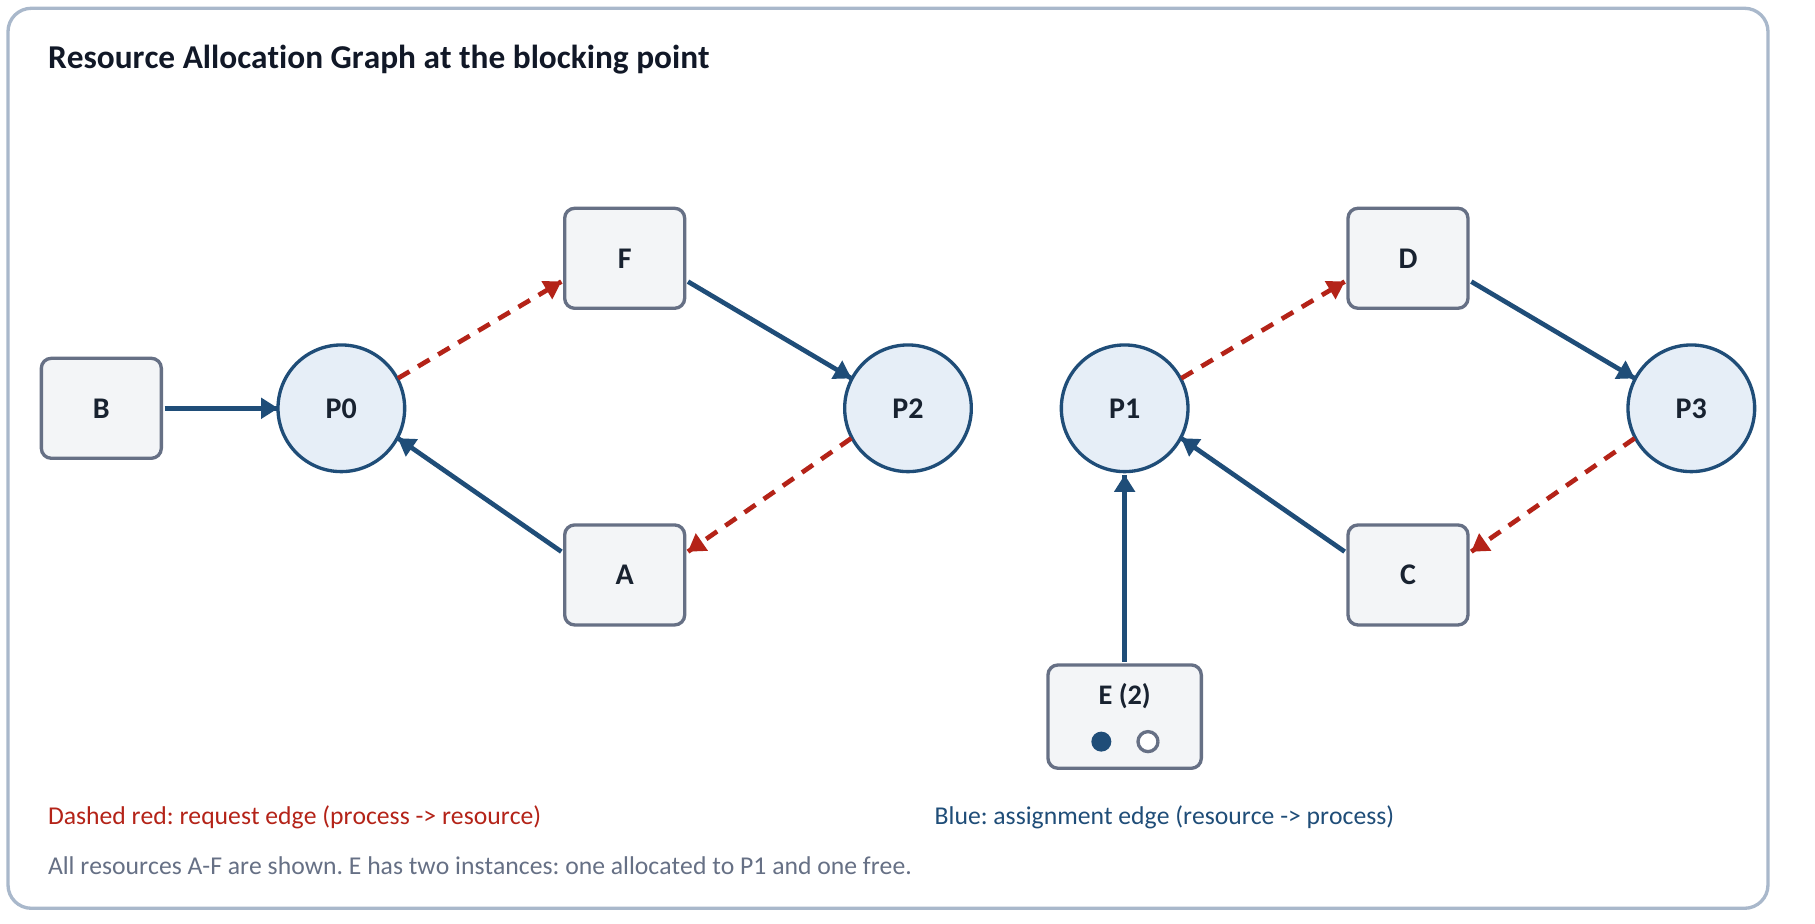 Resource Allocation Graph at the blocking point
F
D
B
P0
P2
P1
P3
A
C
E (2)
Dashed red: request edge (process -> resource)
Blue: assignment edge (resource -> process)
All resources A-F are shown. E has two instances: one allocated to P1 and one free.